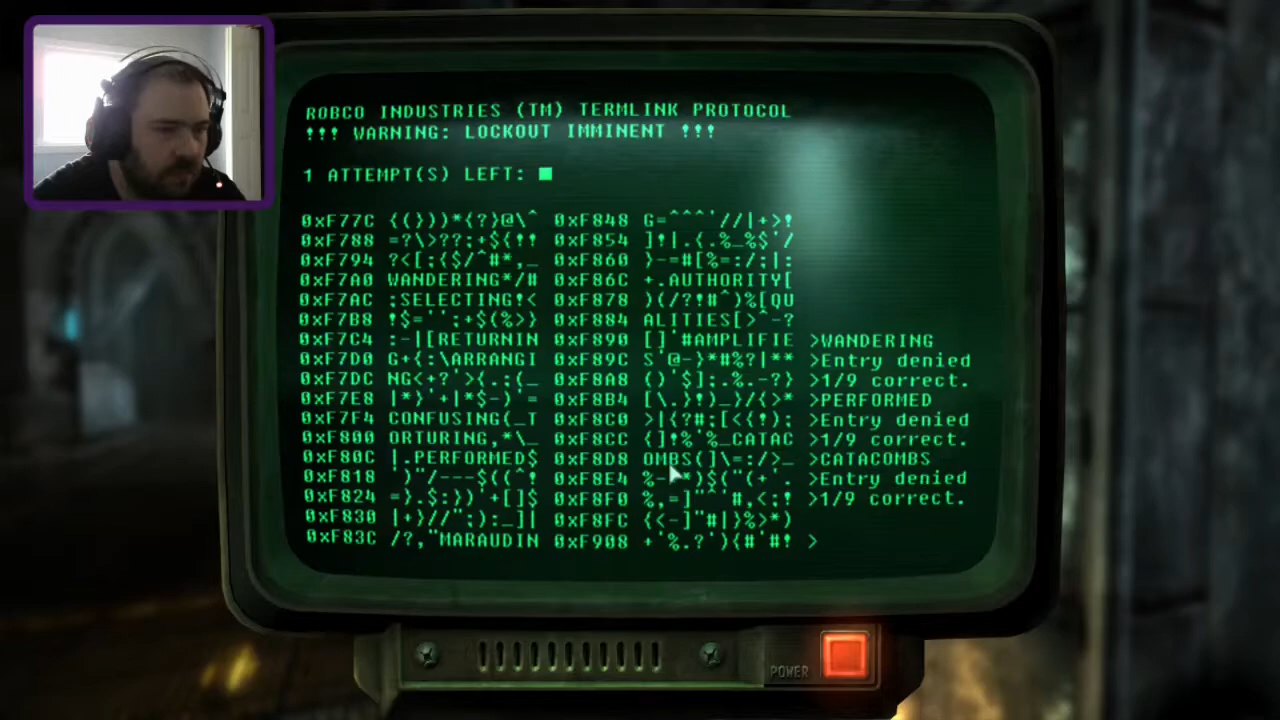 ROBCO INDUSTRIES (TM) TERMLINK PROTOCOL
!!! WARNING: LOCKOUT IMMINENT !!!
1 ATTEMPT(S) LEFT:
0xF77C {(}))*{?}@\^ 0xF848 G=^^^'//|+>!
0xF788 =?\>??;+${!! 0xF854 ]!|.{.%_%$'/
0xF794 ?<[;{$/^#*,_ 0xF860 }-=#[%=:/;|:
0xF7A0 WANDERING*/# 0xF86C +.AUTHORITY[
0xF7AC ;SELECTING!< 0xF878 )(/?!#^)%[QU
0xF7B8 !$='';+$(%>} 0xF884 ALITIES[>^-?
0xF7C4 :-|[RETURNIN 0xF890 []'#AMPLIFIE >WANDERING
0xF7D0 G+{:\ARRANGI 0xF89C S'@-}*#%?|** >Entry denied
0xF7DC NG<+?'>{.;(_ 0xF8A8 ()'$];.%.-?} >1/9 correct.
0xF7E8 |*}'+|*$-)'= 0xF8B4 [\.}!)_}/{>* >PERFORMED
0xF7F4 CONFUSING(_T 0xF8C0 >|{?#;[<{!); >Entry denied
0xF800 ORTURING,*\_ 0xF8CC {]!%'%_CATAC >1/9 correct.
0xF80C |.PERFORMED$ 0xF8D8 OMBS(]\=:/>_ >CATACOMBS
0xF818 ')"/---$((^! 0xF8E4 %- *)$("(+'. >Entry denied
0xF824 =}.$:})'+[]$ 0xF8F0 %,=]"^'#,<;! >1/9 correct.
0xF830 |+}//";):_]| 0xF8FC {<-]"#|}%>*)
0xF83C /?,"MARAUDIN 0xF908 +'%.?'){#'#! >
POWER